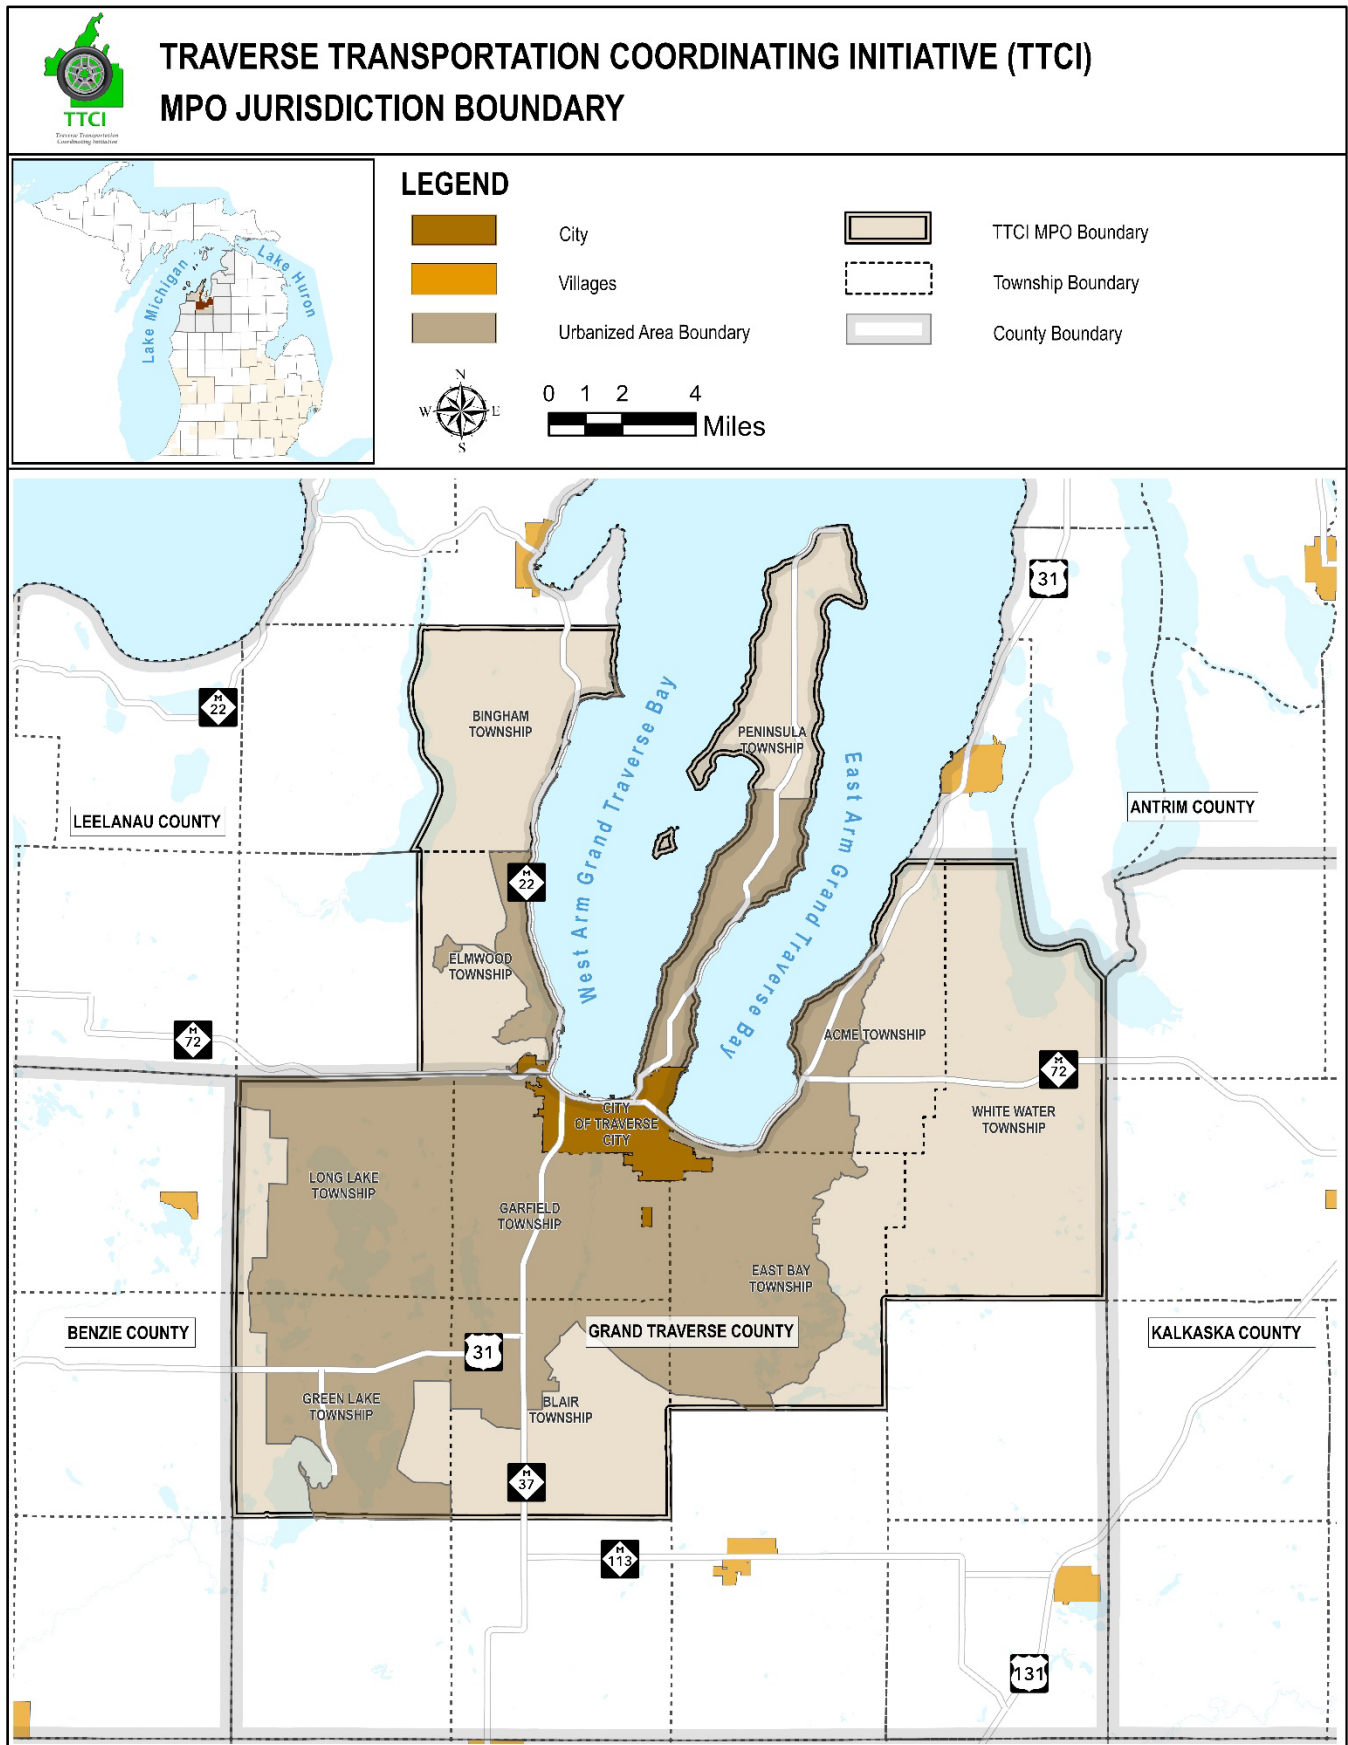 TRAVERSE TRANSPORTATION COORDINATING INITIATIVE (TTCI)
MPO JURISDICTION BOUNDARY
TTCI
Traverse Transportation
Coordinating Initiative
Lake Michigan
Lake Huron
LEGEND
City
Villages
Urbanized Area Boundary
TTCI MPO Boundary
Township Boundary
County Boundary
N
W
E
S
0 1 2 4
Miles
31
M
22
BINGHAM
TOWNSHIP
PENINSULA
TOWNSHIP
West Arm Grand Traverse Bay
East Arm Grand Traverse Bay
LEELANAU COUNTY
ANTRIM COUNTY
M
22
ELMWOOD
TOWNSHIP
M
72
ACME TOWNSHIP
M
72
WHITE WATER
TOWNSHIP
CITY
OF TRAVERSE
CITY
LONG LAKE
TOWNSHIP
GARFIELD
TOWNSHIP
EAST BAY
TOWNSHIP
BENZIE COUNTY
GRAND TRAVERSE COUNTY
KALKASKA COUNTY
31
GREEN LAKE
TOWNSHIP
BLAIR
TOWNSHIP
M
37
M
113
131